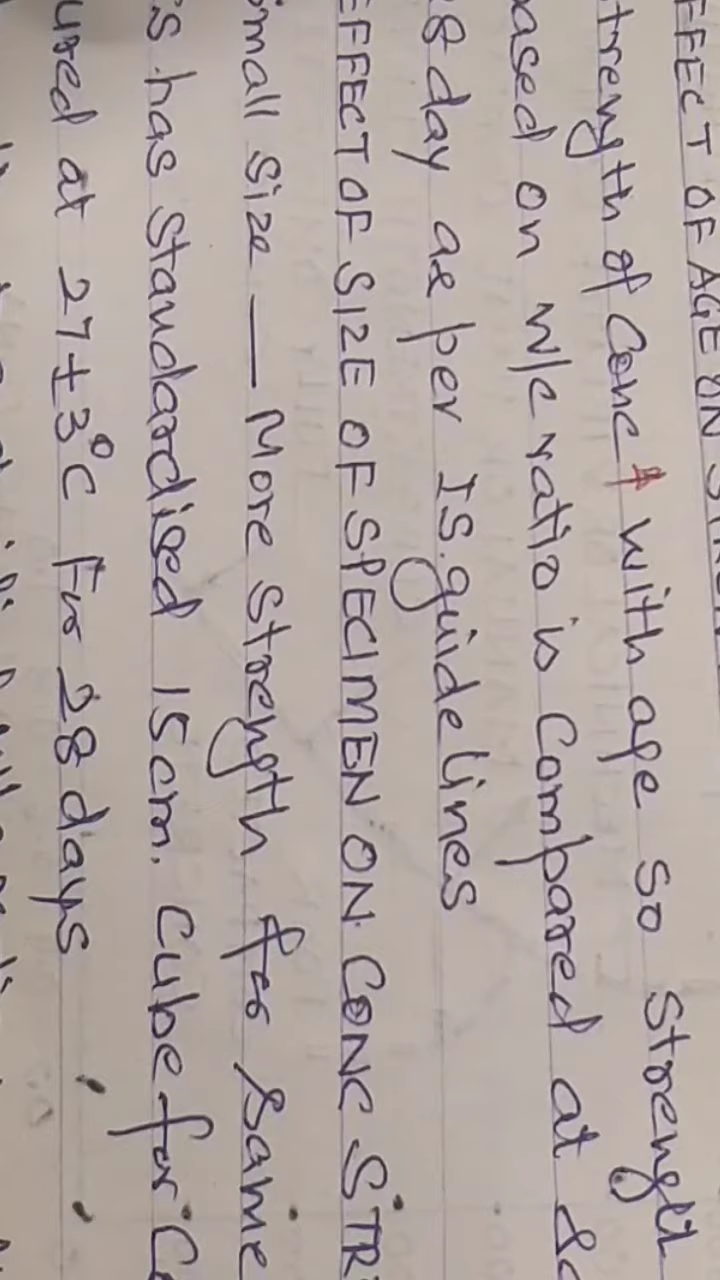 EFFECT OF AGE ON
strength of Conc ↑ with age so strength
based on W/C ratio is Compared at
28 day as per IS guidelines
EFFECT OF SIZE OF SPECIMEN ON CONC STR
Small Size — More strength for Same
IS has Standardised 15cm. Cube for
ured at 27±3°C For 28 days